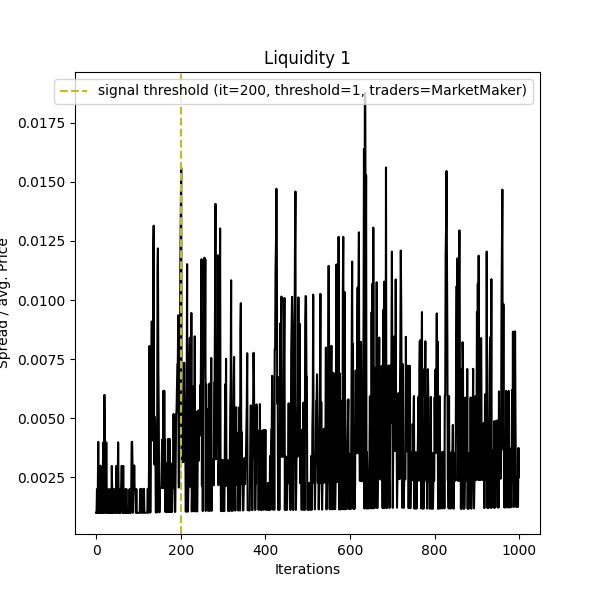 Liquidity 1
signal threshold (it=200, threshold=1, traders=MarketMaker)
0.0175
0.0150
0.0125
0.0100
0.0075
0.0050
0.0025
Spread / avg. Price
0 200 400 600 800 1000
Iterations